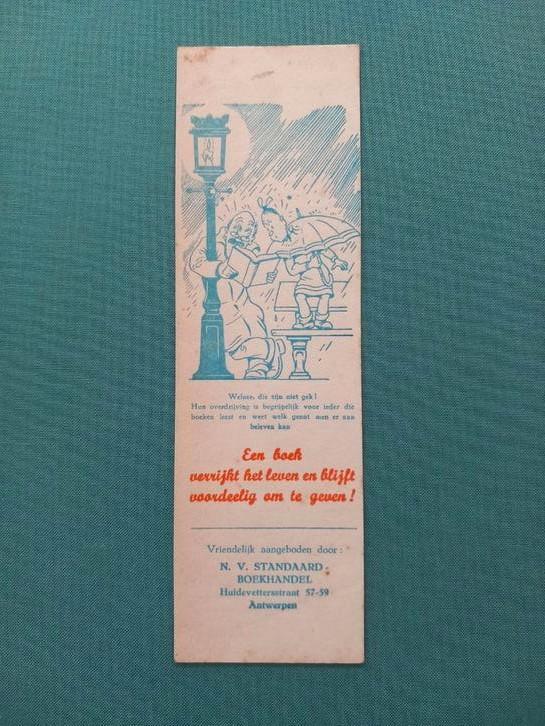 Welnee, die zijn niet gek!
Hun overdrijving is begrijpelijk voor ieder die
boeken leest en weet welk genot men er aan
beleven kan
Een boek
verrijkt het leven en blijft
voordeelig om te geven!
Vriendelijk aangeboden door:
N. V. STANDAARD-
BOEKHANDEL
Huidevettersstraat 57-59
Antwerpen